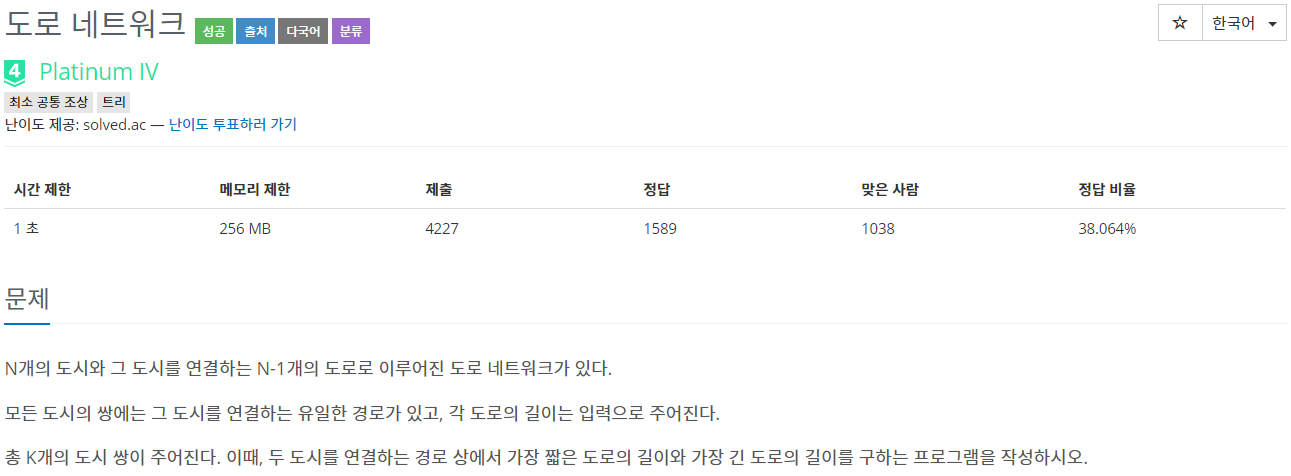 도로 네트워크 성공 출처 다국어 분류 ☆ 한국어
4 Platinum IV
최소 공통 조상 트리
난이도 제공: solved.ac — 난이도 투표하러 가기
시간 제한 메모리 제한 제출 정답 맞은 사람 정답 비율
1 초 256 MB 4227 1589 1038 38.064%
문제
N개의 도시와 그 도시를 연결하는 N-1개의 도로로 이루어진 도로 네트워크가 있다.
모든 도시의 쌍에는 그 도시를 연결하는 유일한 경로가 있고, 각 도로의 길이는 입력으로 주어진다.
총 K개의 도시 쌍이 주어진다. 이때, 두 도시를 연결하는 경로 상에서 가장 짧은 도로의 길이와 가장 긴 도로의 길이를 구하는 프로그램을 작성하시오.